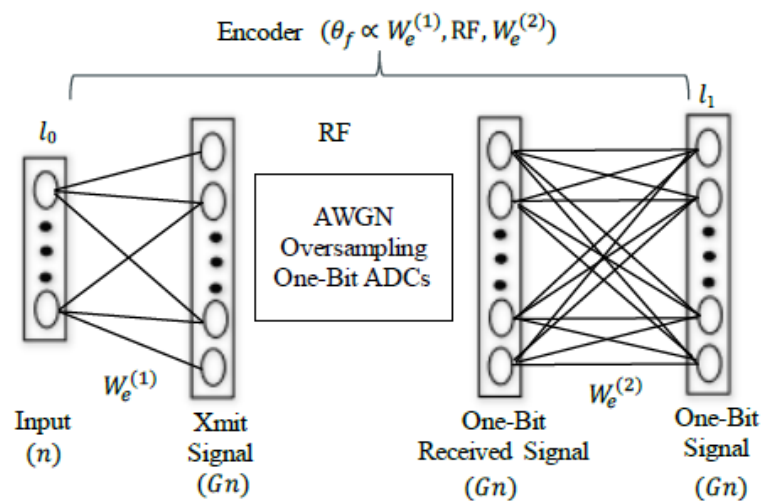 Encoder (θ_f ∝ W_e^(1), RF, W_e^(2))
l_0
RF
l_1
AWGN
Oversampling
One-Bit ADCs
W_e^(1)
W_e^(2)
Input
(n)
Xmit
Signal
(Gn)
One-Bit
Received Signal
(Gn)
One-Bit
Signal
(Gn)